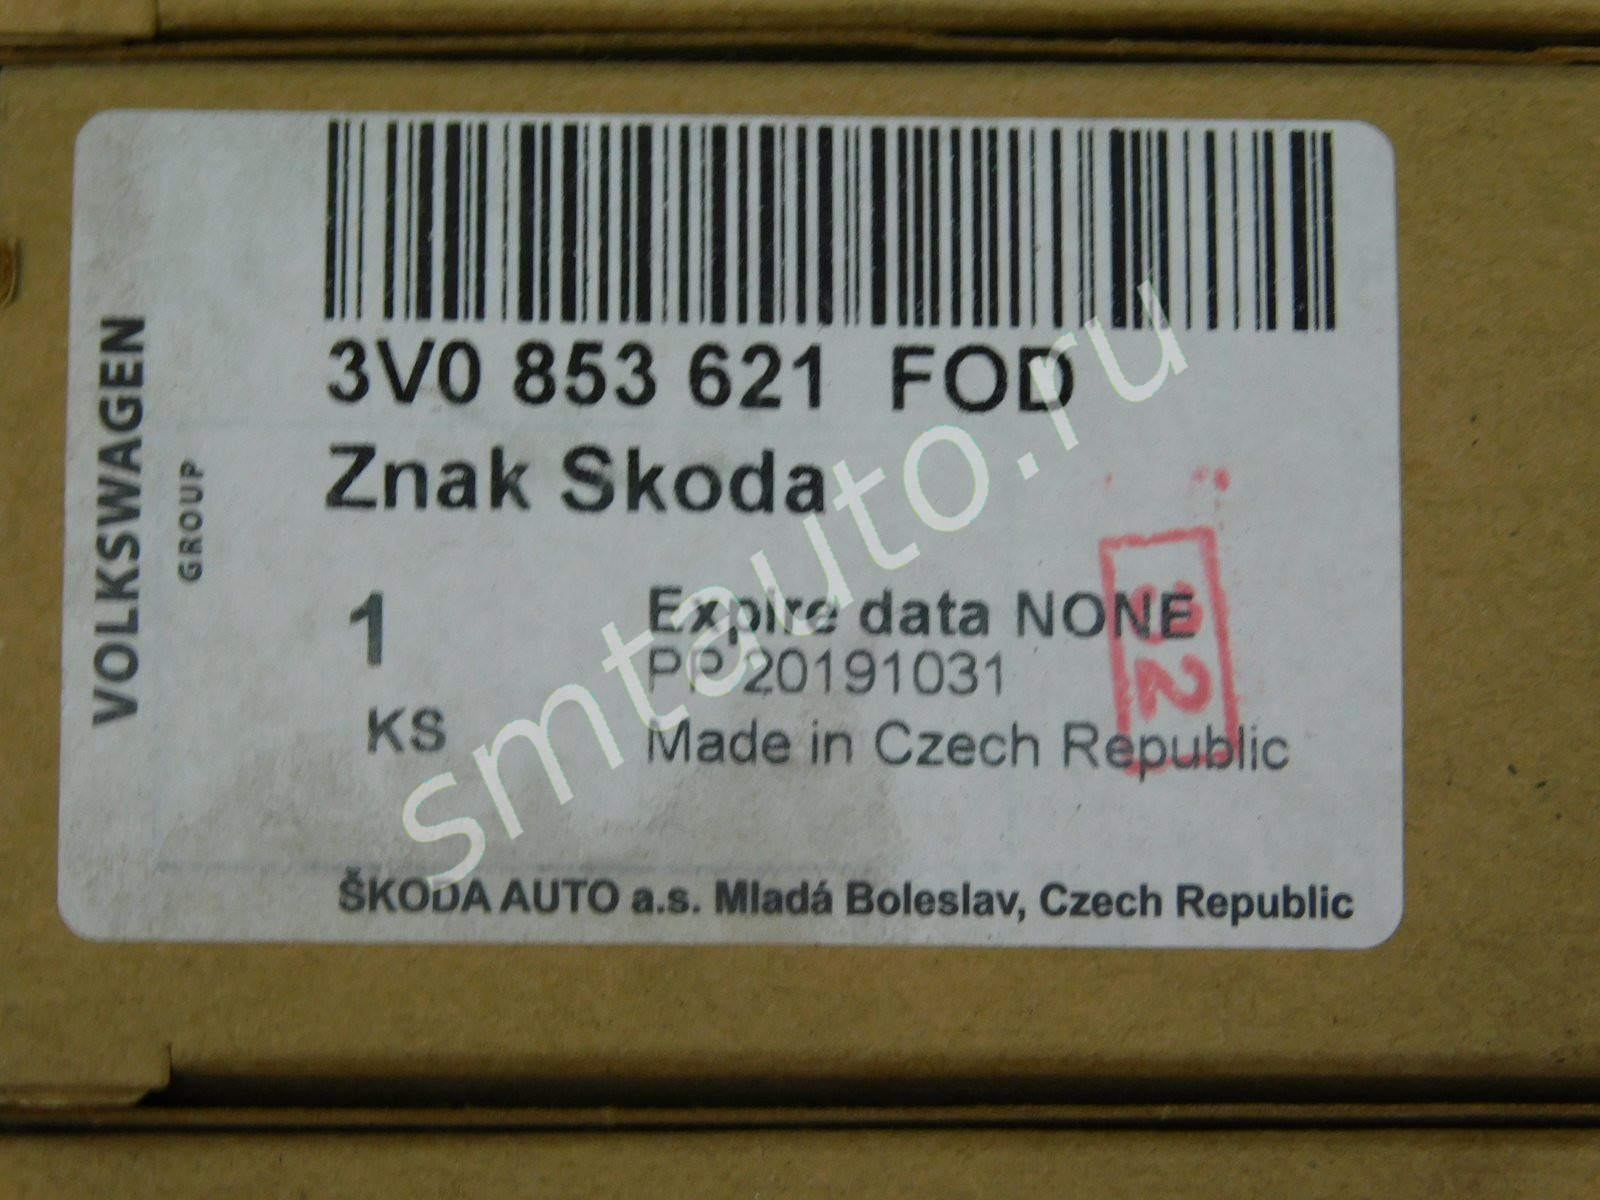 VOLKSWAGEN
GROUP
3V0 853 621 FOD
Znak Skoda
1
KS
Expire data NONE
PP 20191031
Made in Czech Republic
ŠKODA AUTO a.s. Mladá Boleslav, Czech Republic
smtauto.ru